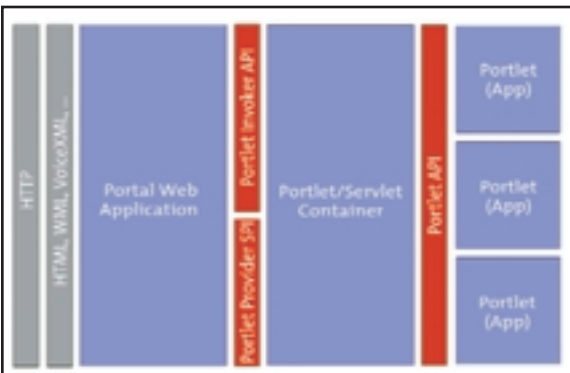 HTTP
HTML, WML, VoiceXML, ...
Portal Web
Application
Portlet Invoker API
Portlet Provider SPI
Portlet/Servlet
Container
Portlet API
Portlet
(App)
Portlet
(App)
Portlet
(App)